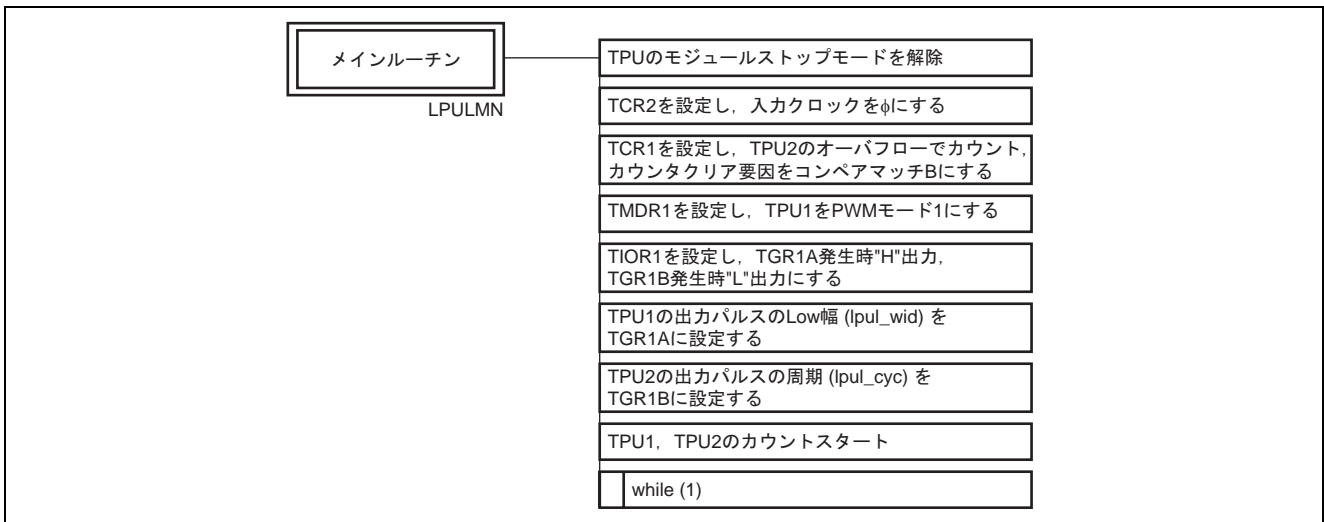 メインルーチン
LPULMN
TPUのモジュールストップモードを解除
TCR2を設定し，入力クロックをφにする
TCR1を設定し，TPU2のオーバフローでカウント，
カウンタクリア要因をコンペアマッチBにする
TMDR1を設定し，TPU1をPWMモード1にする
TIOR1を設定し，TGR1A発生時"H"出力，
TGR1B発生時"L"出力にする
TPU1の出力パルスのLow幅 (lpul_wid) を
TGR1Aに設定する
TPU2の出力パルスの周期 (lpul_cyc) を
TGR1Bに設定する
TPU1，TPU2のカウントスタート
while (1)